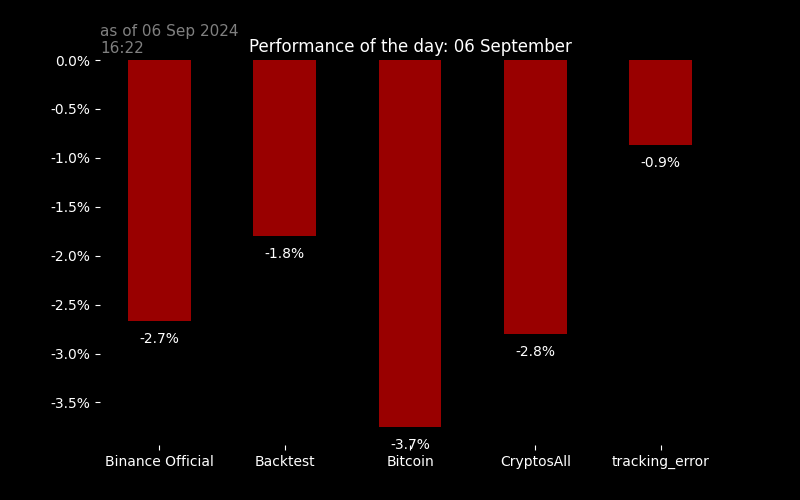 as of 06 Sep 2024
16:22
Performance of the day: 06 September
0.0%
-0.5%
-1.0%
-1.5%
-2.0%
-2.5%
-3.0%
-3.5%
-2.7%
-1.8%
-3.7%
-2.8%
-0.9%
Binance Official
Backtest
Bitcoin
CryptosAll
tracking_error